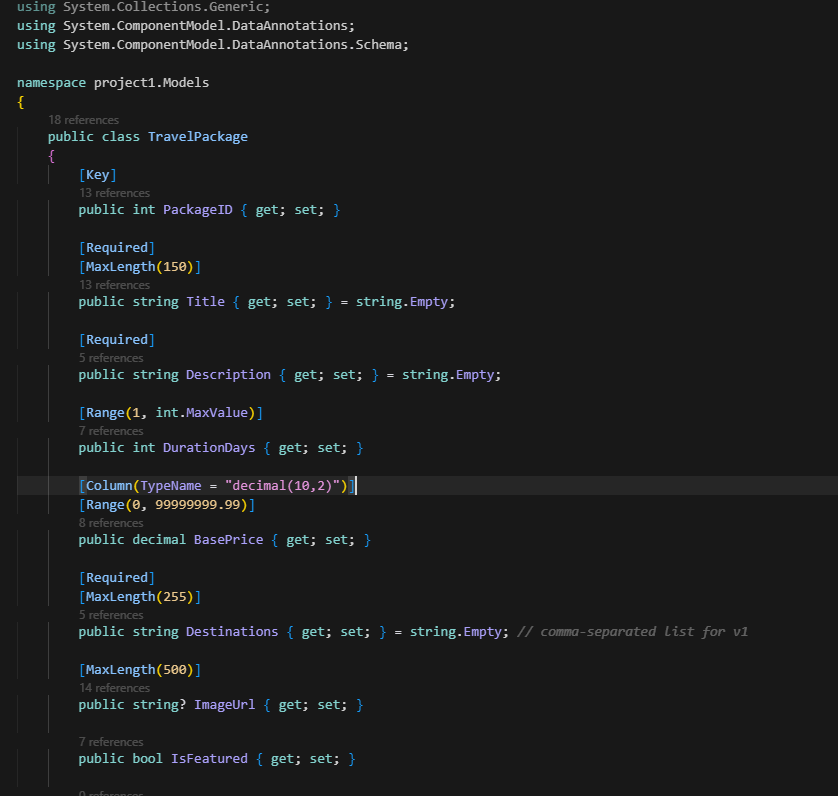 using System.Collections.Generic;
using System.ComponentModel.DataAnnotations;
using System.ComponentModel.DataAnnotations.Schema;
namespace project1.Models
{
18 references
public class TravelPackage
{
[Key]
13 references
public int PackageID { get; set; }
[Required]
[MaxLength(150)]
13 references
public string Title { get; set; } = string.Empty;
[Required]
5 references
public string Description { get; set; } = string.Empty;
[Range(1, int.MaxValue)]
7 references
public int DurationDays { get; set; }
[Column(TypeName = "decimal(10,2)")]
[Range(0, 99999999.99)]
8 references
public decimal BasePrice { get; set; }
[Required]
[MaxLength(255)]
5 references
public string Destinations { get; set; } = string.Empty; // comma-separated list for v1
[MaxLength(500)]
14 references
public string? ImageUrl { get; set; }
7 references
public bool IsFeatured { get; set; }
references